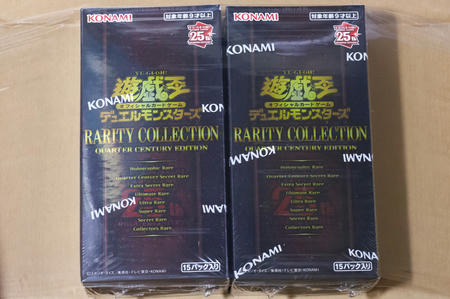 KONAMI
対象年齢9才以上
25th
KONAMI
YU-GI-OH!
遊戯王
オフィシャルカードゲーム
デュエルモンスターズ
RARITY COLLECTION
QUARTER CENTURY EDITION
KONAMI
Holographic Rare
Quarter Century Secret Rare
Extra Secret Rare
Ultimate Rare
Ultra Rare
Super Rare
Secret Rare
Collectors Rare
KONAMI
KONAMI
15パック入り
KONAMI
対象年齢9才以上
25th
KONAMI
YU-GI-OH!
遊戯王
オフィシャルカードゲーム
デュエルモンスターズ
RARITY COLLECTION
QUARTER CENTURY EDITION
KONAMI
Holographic Rare
Quarter Century Secret Rare
Extra Secret Rare
Ultimate Rare
Ultra Rare
Super Rare
Secret Rare
Collectors Rare
KONAMI
KONAMI
15パック入り